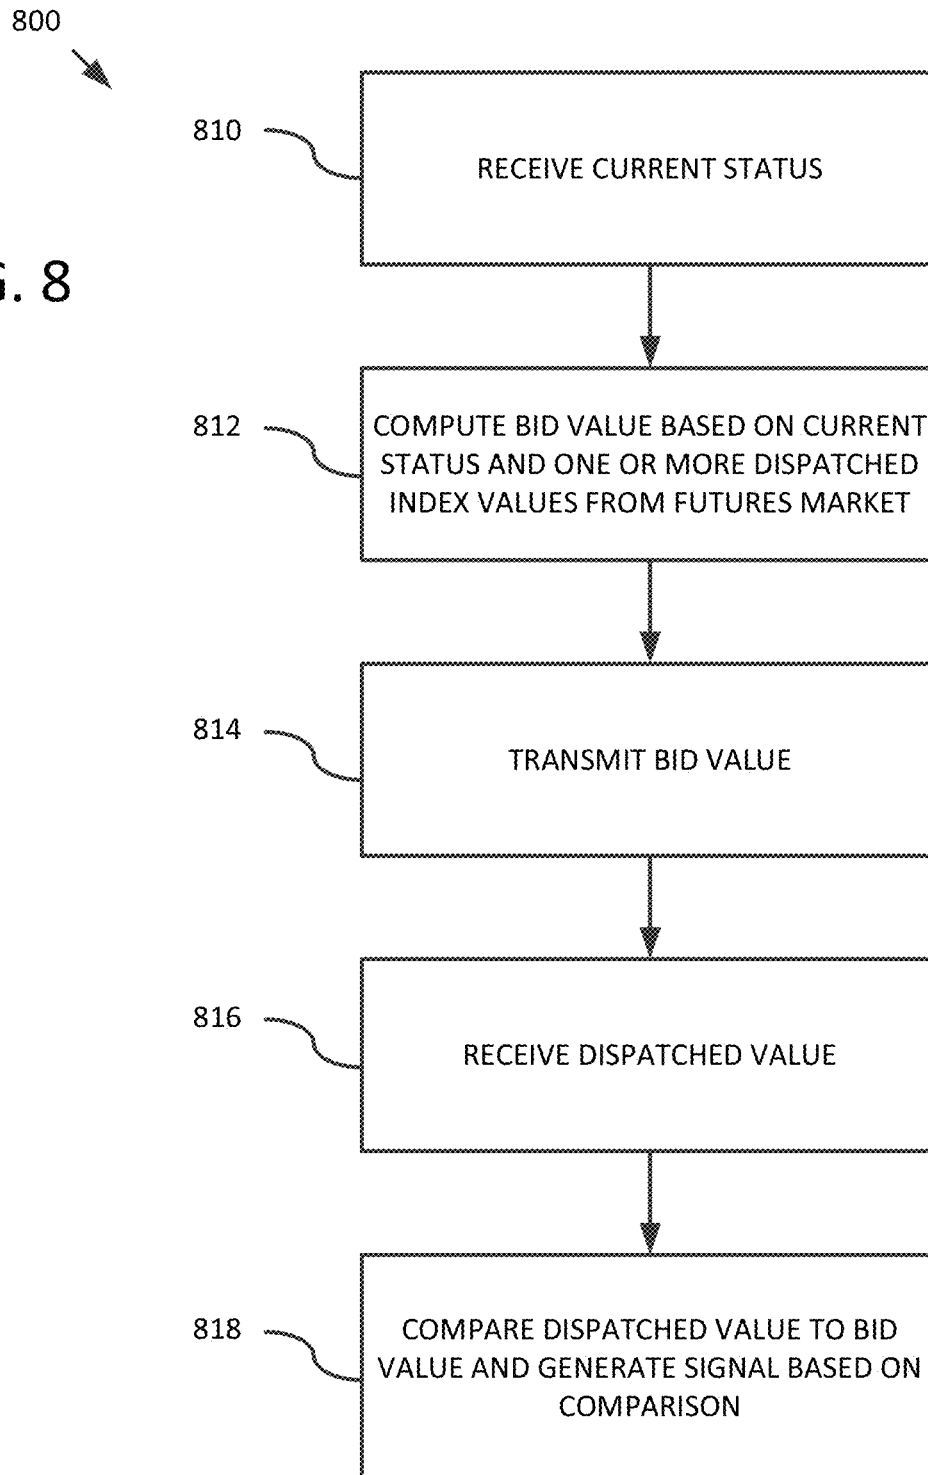 800
810
RECEIVE CURRENT STATUS
. 8
812
COMPUTE BID VALUE BASED ON CURRENT
STATUS AND ONE OR MORE DISPATCHED
INDEX VALUES FROM FUTURES MARKET
814
TRANSMIT BID VALUE
816
RECEIVE DISPATCHED VALUE
818
COMPARE DISPATCHED VALUE TO BID
VALUE AND GENERATE SIGNAL BASED ON
COMPARISON